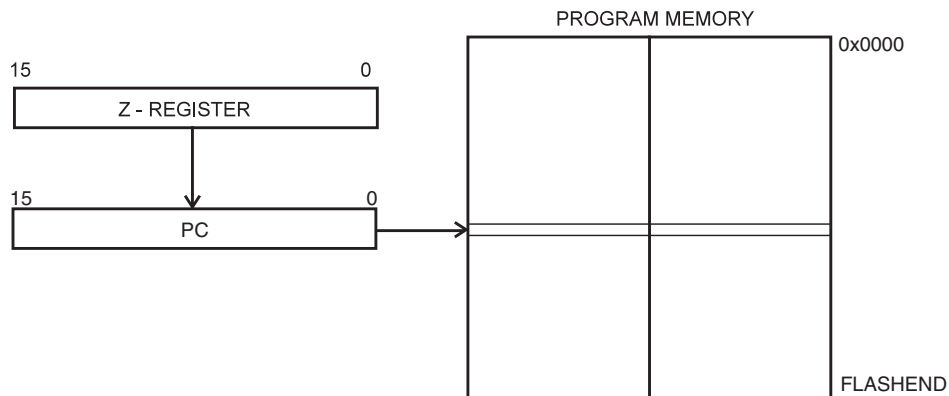 PROGRAM MEMORY
0x0000
15 0
Z - REGISTER
15 0
PC
FLASHEND